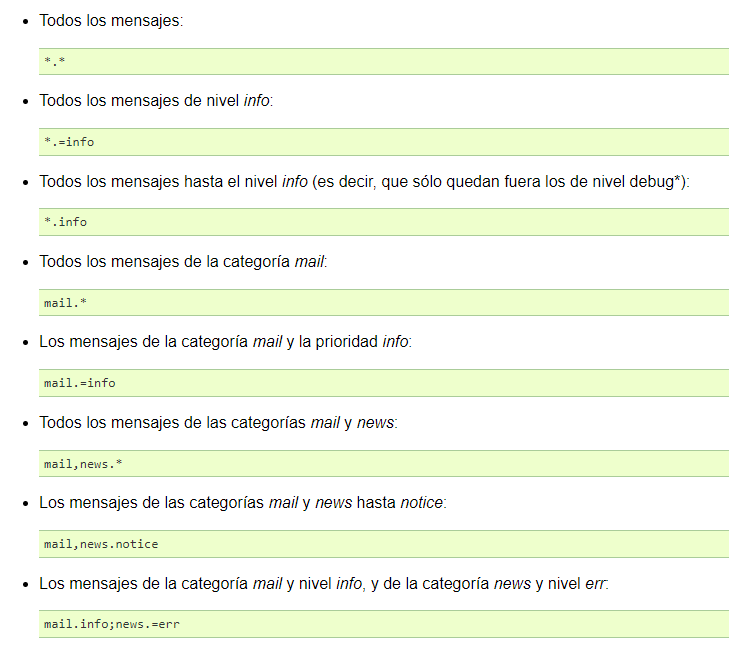 Todos los mensajes:
*.*
Todos los mensajes de nivel info:
*.=info
Todos los mensajes hasta el nivel info (es decir, que sólo quedan fuera los de nivel debug*):
*.info
Todos los mensajes de la categoría mail:
mail.*
Los mensajes de la categoría mail y la prioridad info:
mail.=info
Todos los mensajes de las categorías mail y news:
mail,news.*
Los mensajes de las categorías mail y news hasta notice:
mail,news.notice
Los mensajes de la categoría mail y nivel info, y de la categoría news y nivel err:
mail.info;news.=err